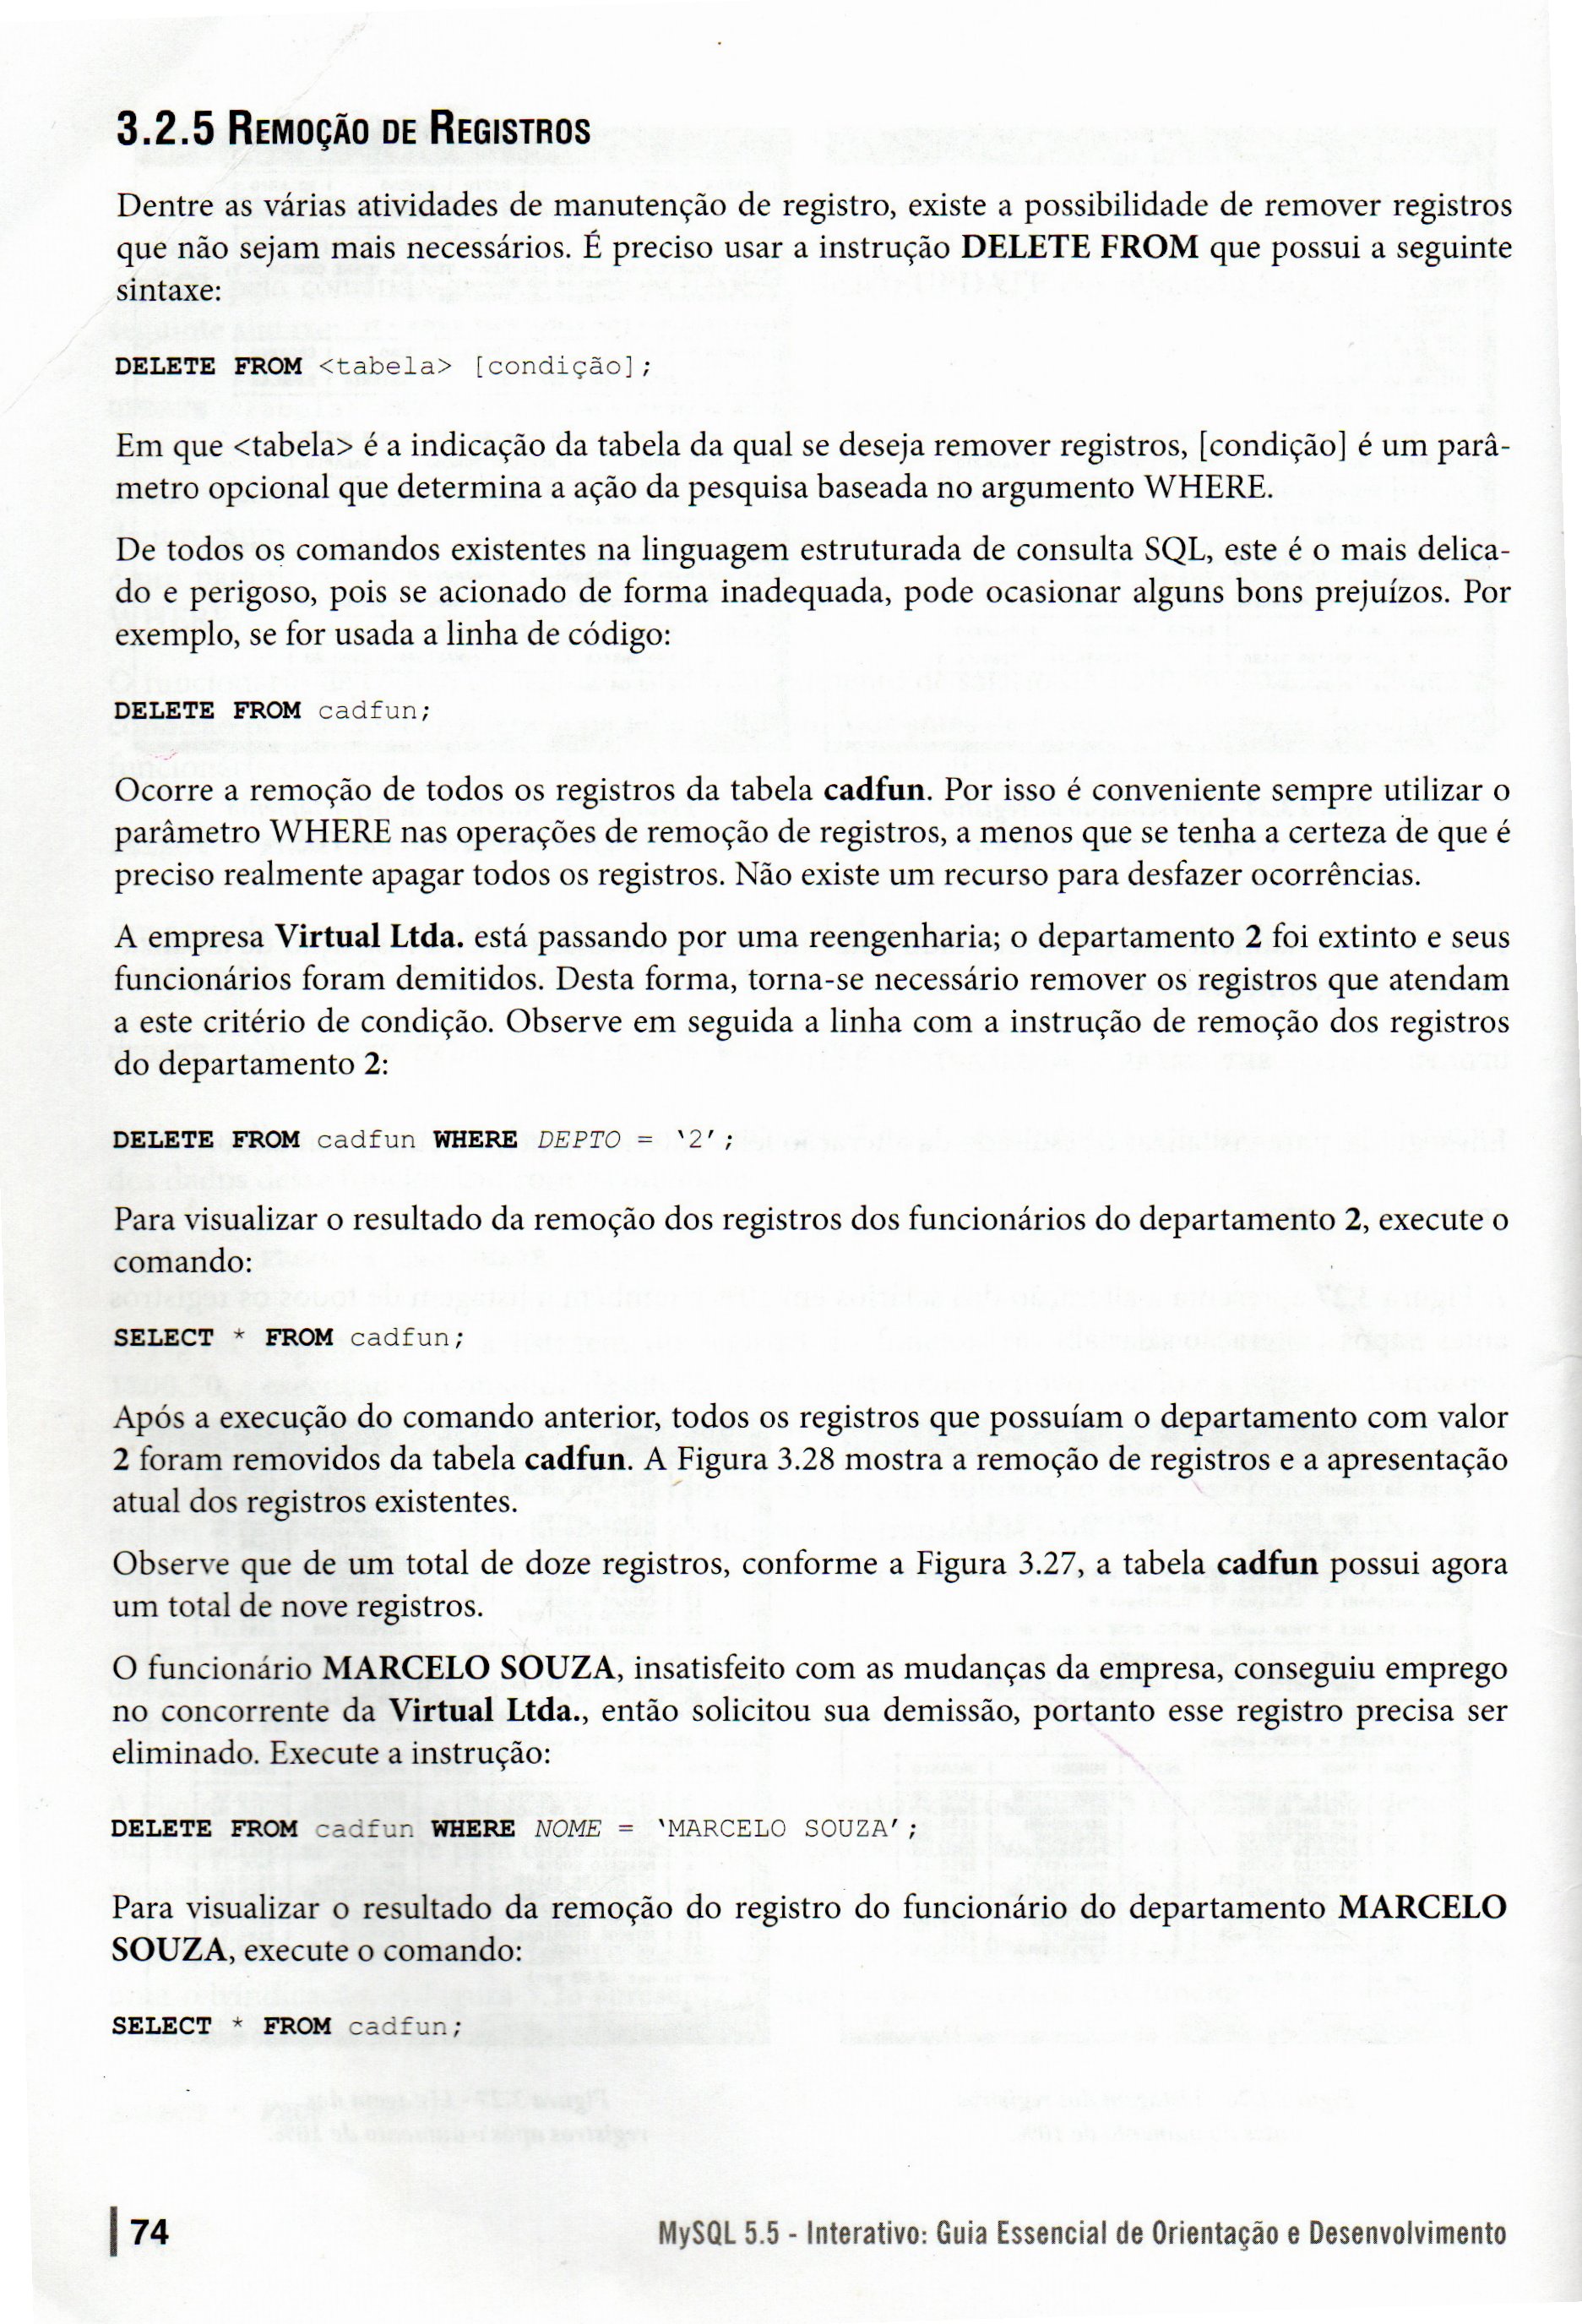 3.2.5 Remoção de Registros
Dentre as várias atividades de manutenção de registro, existe a possibilidade de remover registros
que não sejam mais necessários. É preciso usar a instrução DELETE FROM que possui a seguinte
sintaxe:
DELETE FROM <tabela> [condição];
Em que <tabela> é a indicação da tabela da qual se deseja remover registros, [condição] é um parâ-
metro opcional que determina a ação da pesquisa baseada no argumento WHERE.
De todos os comandos existentes na linguagem estruturada de consulta SQL, este é o mais delica-
do e perigoso, pois se acionado de forma inadequada, pode ocasionar alguns bons prejuízos. Por
exemplo, se for usada a linha de código:
DELETE FROM cadfun;
Ocorre a remoção de todos os registros da tabela cadfun. Por isso é conveniente sempre utilizar o
parâmetro WHERE nas operações de remoção de registros, a menos que se tenha a certeza de que é
preciso realmente apagar todos os registros. Não existe um recurso para desfazer ocorrências.
A empresa Virtual Ltda. está passando por uma reengenharia; o departamento 2 foi extinto e seus
funcionários foram demitidos. Desta forma, torna-se necessário remover os registros que atendam
a este critério de condição. Observe em seguida a linha com a instrução de remoção dos registros
do departamento 2:
DELETE FROM cadfun WHERE DEPTO = ‘2’;
Para visualizar o resultado da remoção dos registros dos funcionários do departamento 2, execute o
comando:
SELECT * FROM cadfun;
Após a execução do comando anterior, todos os registros que possuíam o departamento com valor
2 foram removidos da tabela cadfun. A Figura 3.28 mostra a remoção de registros e a apresentação
atual dos registros existentes.
Observe que de um total de doze registros, conforme a Figura 3.27, a tabela cadfun possui agora
um total de nove registros.
O funcionário MARCELO SOUZA, insatisfeito com as mudanças da empresa, conseguiu emprego
no concorrente da Virtual Ltda., então solicitou sua demissão, portanto esse registro precisa ser
eliminado. Execute a instrução:
DELETE FROM cadfun WHERE NOME = ‘MARCELO SOUZA’;
Para visualizar o resultado da remoção do registro do funcionário do departamento MARCELO
SOUZA, execute o comando:
SELECT * FROM cadfun;
74
MySQL 5.5 - Interativo: Guia Essencial de Orientação e Desenvolvimento